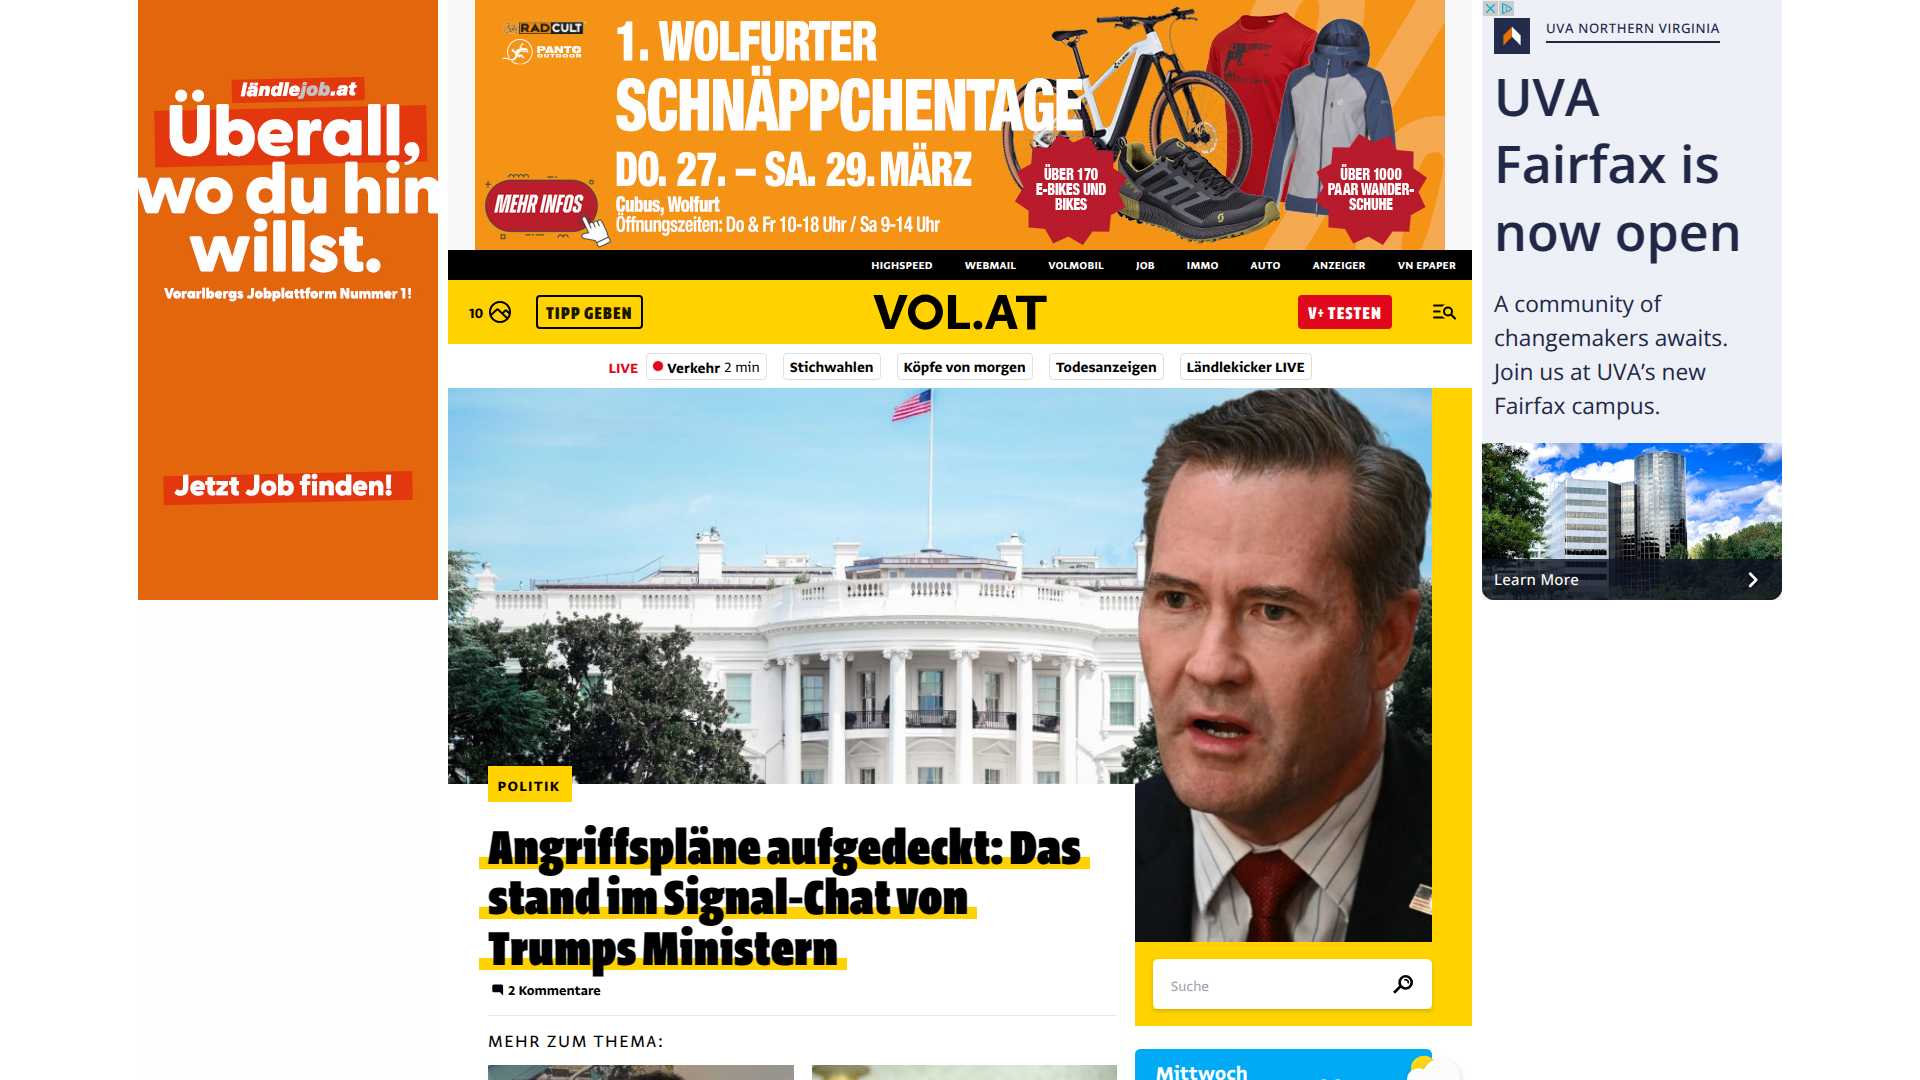 ländlejob.at
Überall,
wo du hin
willst.
Vorarlbergs Jobplattform Nummer 1!
Jetzt Job finden!
RADCULT
PANTO
OUTDOOR
1. WOLFURTER
SCHNÄPPCHENTAGE
DO. 27. – SA. 29. MÄRZ
MEHR INFOS
Cubus, Wolfurt
Öffnungszeiten: Do & Fr 10-18 Uhr / Sa 9-14 Uhr
ÜBER 170
E-BIKES UND
BIKES
ÜBER 1000
PAAR WANDER-
SCHUHE
UVA NORTHERN VIRGINIA
UVA
Fairfax is
now open
A community of
changemakers awaits.
Join us at UVA’s new
Fairfax campus.
Learn More
HIGHSPEED WEBMAIL VOLMOBIL JOB IMMO AUTO ANZEIGER VN EPAPER
10 TIPP GEBEN VOL.AT V+ TESTEN
LIVE Verkehr 2 min Stichwahlen Köpfe von morgen Todesanzeigen Ländlekicker LIVE
POLITIK
Angriffspläne aufgedeckt: Das
stand im Signal-Chat von
Trumps Ministern
2 Kommentare
MEHR ZUM THEMA:
Suche
Mittwoch